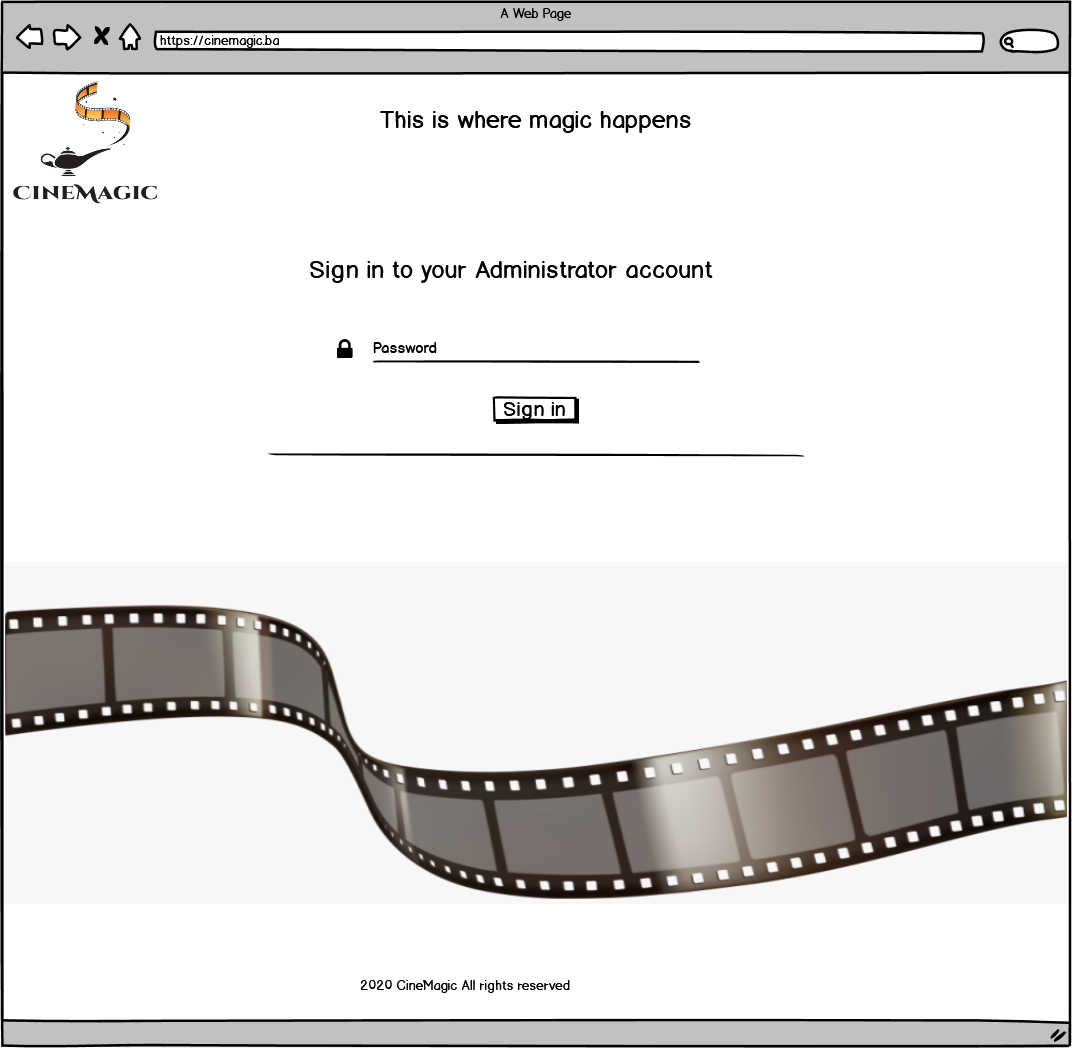 A Web Page
https://cinemagic.ba
This is where magic happens
CINEMAGIC
Sign in to your Administrator account
Password
Sign in
2020 CineMagic All rights reserved